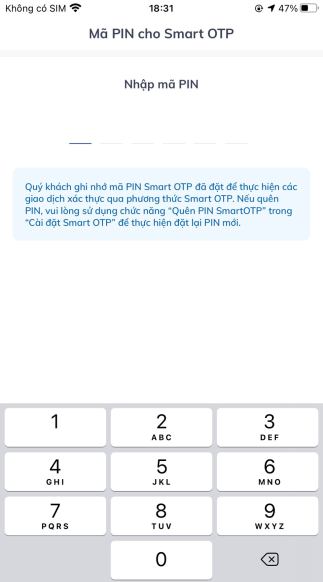 Không có SIM 18:31 47%
Mã PIN cho Smart OTP
Nhập mã PIN
Quý khách ghi nhớ mã PIN Smart OTP đã đặt để thực hiện các
giao dịch xác thực qua phương thức Smart OTP. Nếu quên
PIN, vui lòng sử dụng chức năng "Quên PIN SmartOTP" trong
"Cài đặt Smart OTP" để thực hiện đặt lại PIN mới.
1 2 3
ABC DEF
4 5 6
GHI JKL MNO
7 8 9
PQRS TUV WXYZ
0